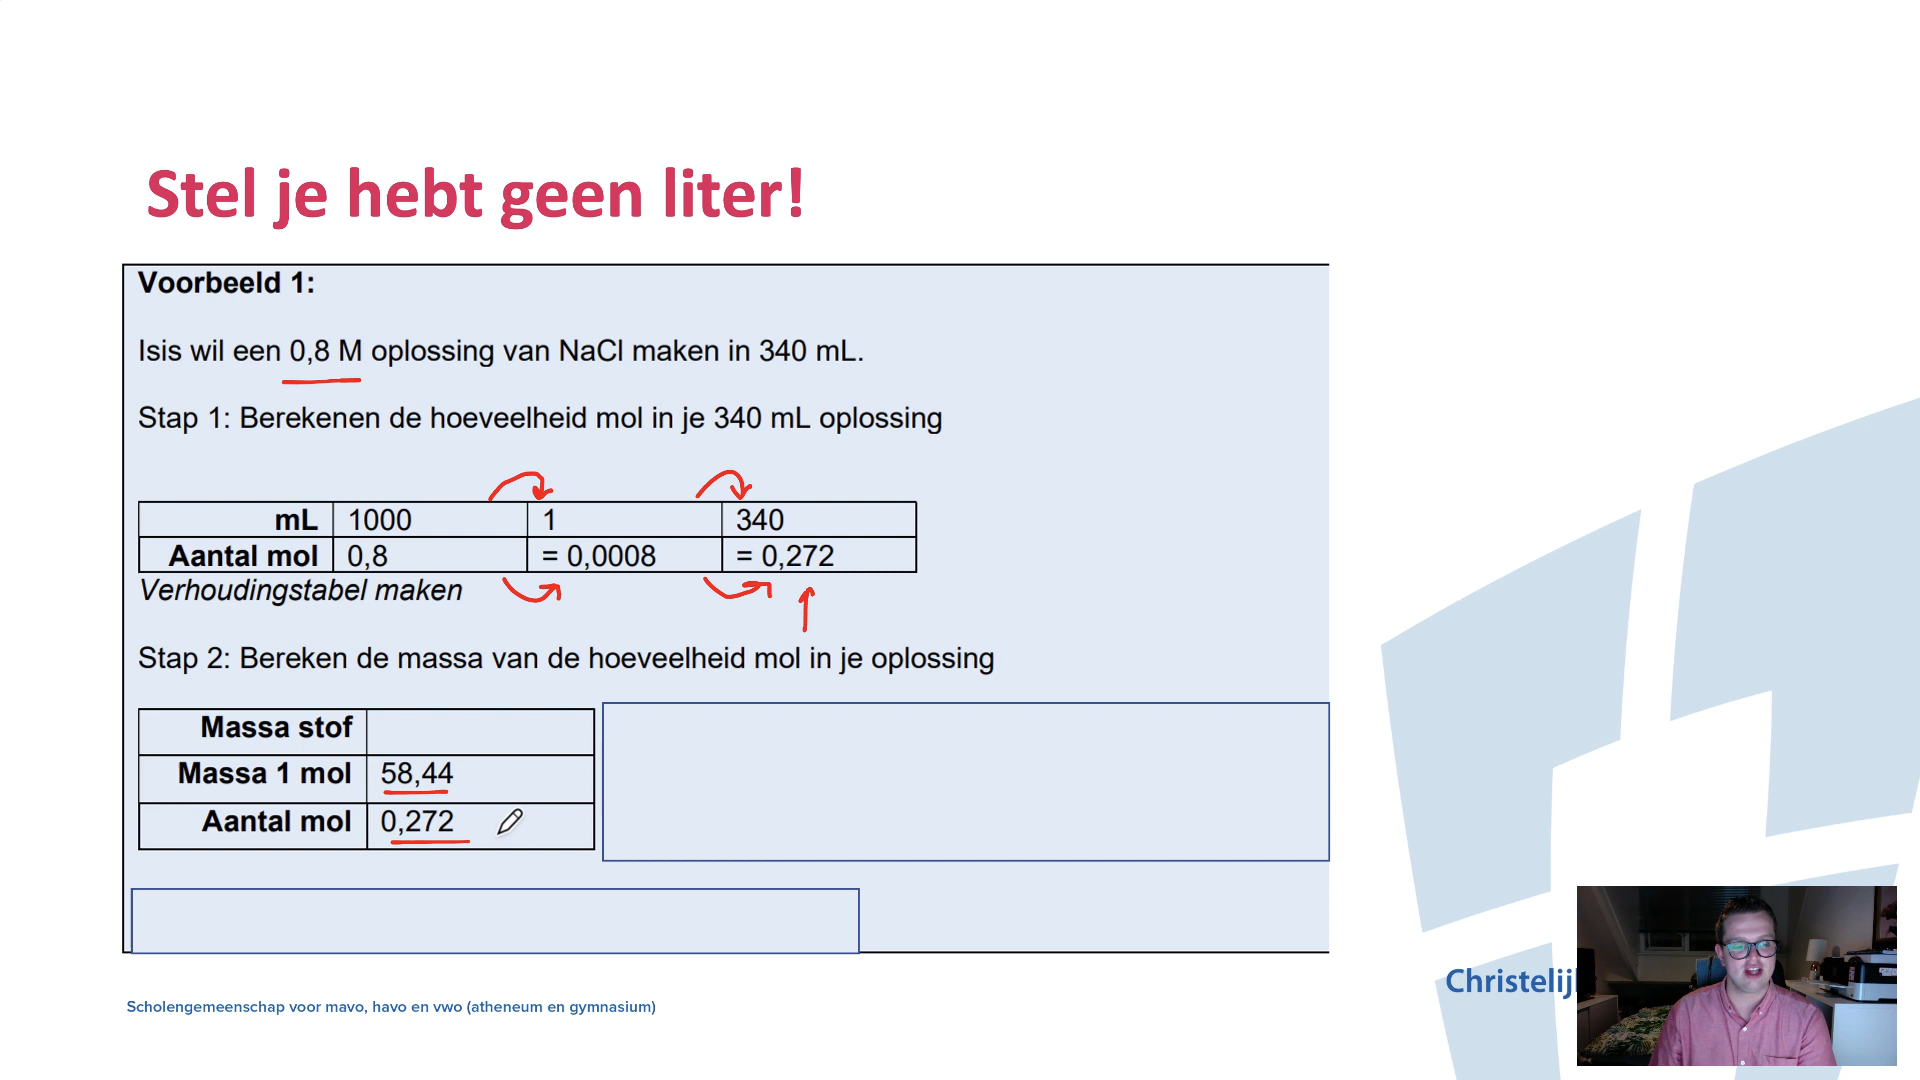 Stel je hebt geen liter!
Voorbeeld 1:
Isis wil een 0,8 M oplossing van NaCl maken in 340 mL.
Stap 1: Berekenen de hoeveelheid mol in je 340 mL oplossing
mL 1000 1 340
Aantal mol 0,8 = 0,0008 = 0,272
Verhoudingstabel maken
Stap 2: Bereken de massa van de hoeveelheid mol in je oplossing
Massa stof
Massa 1 mol 58,44
Aantal mol 0,272
Scholengemeenschap voor mavo, havo en vwo (atheneum en gymnasium)